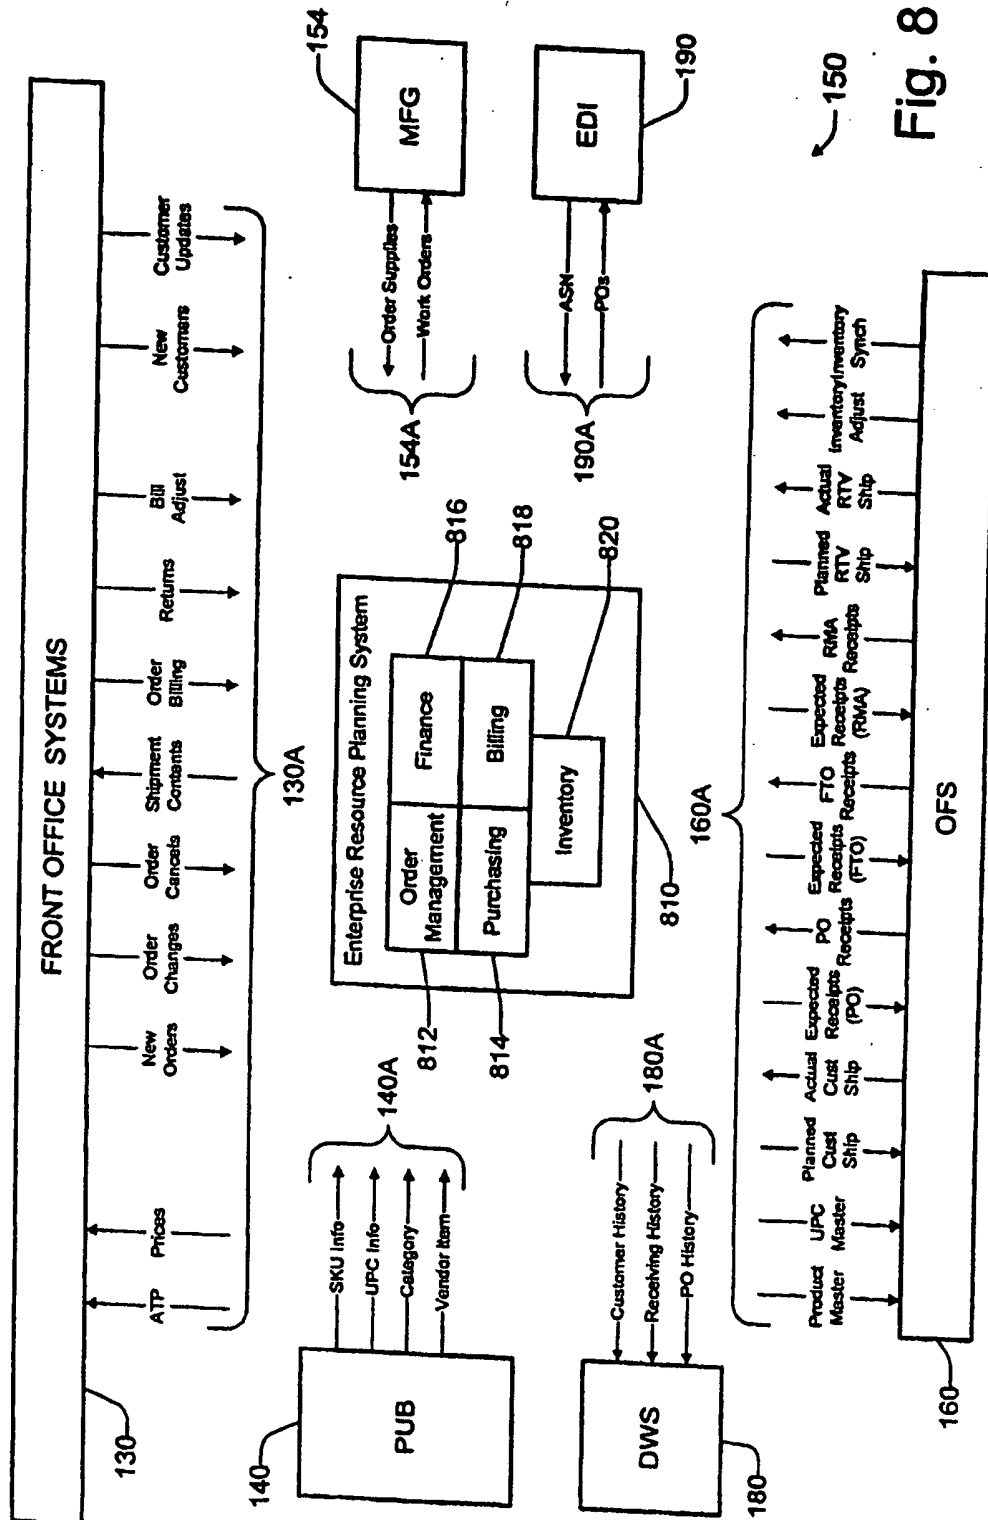 FRONT OFFICE SYSTEMS
130
ATP
Prices
New
Orders
Order
Changes
Order
Cancels
Shipment
Contents
Order
Billing
Returns
Bill
Adjust
New
Customers
Customer
Updates
130A
140
PUB
SKU Info
UPC Info
Category
Vendor Item
140A
Enterprise Resource Planning System
Order
Management
Finance
Purchasing
Billing
Inventory
812
814
816
818
820
810
154
MFG
Order Supplies
Work Orders
154A
180
DWS
Customer History
Receiving History
PO History
180A
190
EDI
ASN
POs
190A
160A
Product
Master
UPC
Master
Planned
Cust
Ship
Actual
Cust
Ship
Expected
Receipts
(PO)
PO
Receipts
Expected
Receipts
(FTO)
FTO
Receipts
Expected
Receipts
(RMA)
RMA
Receipts
Planned
RTV
Ship
Actual
RTV
Ship
Inventory
Adjust
Inventory
Synch
OFS
160
150
Fig. 8